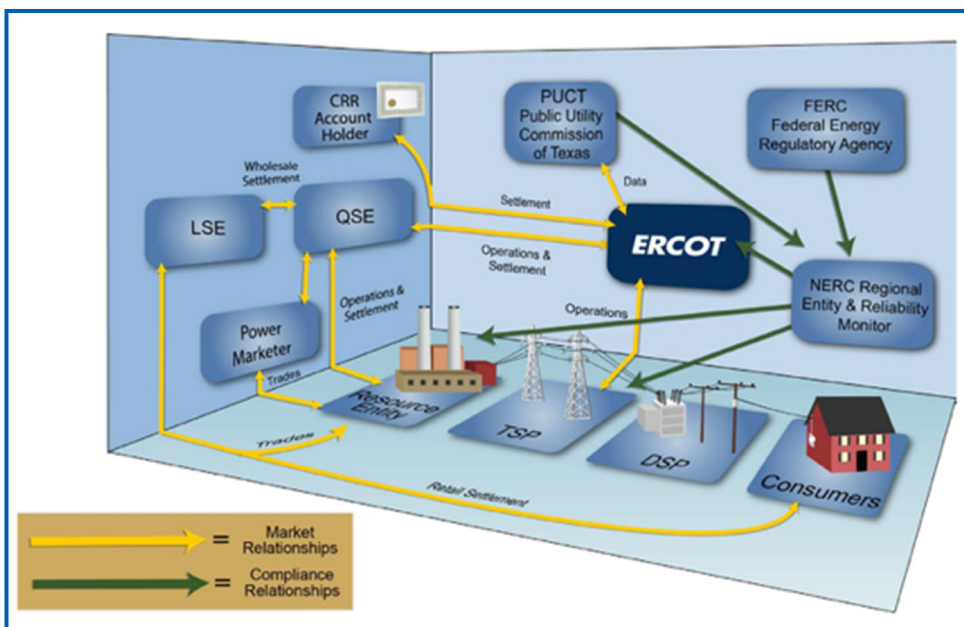 CRR
Account
Holder
PUCT
Public Utility
Commission
of Texas
FERC
Federal Energy
Regulatory Agency
Wholesale
Settlement
Data
LSE
QSE
Settlement
ERCOT
Operations &
Settlement
NERC Regional
Entity & Reliability
Monitor
Operations &
Settlement
Operations
Power
Marketer
Trades
Resource
Entity
TSP
DSP
Consumers
Trades
Retail Settlement
= Market
Relationships
= Compliance
Relationships